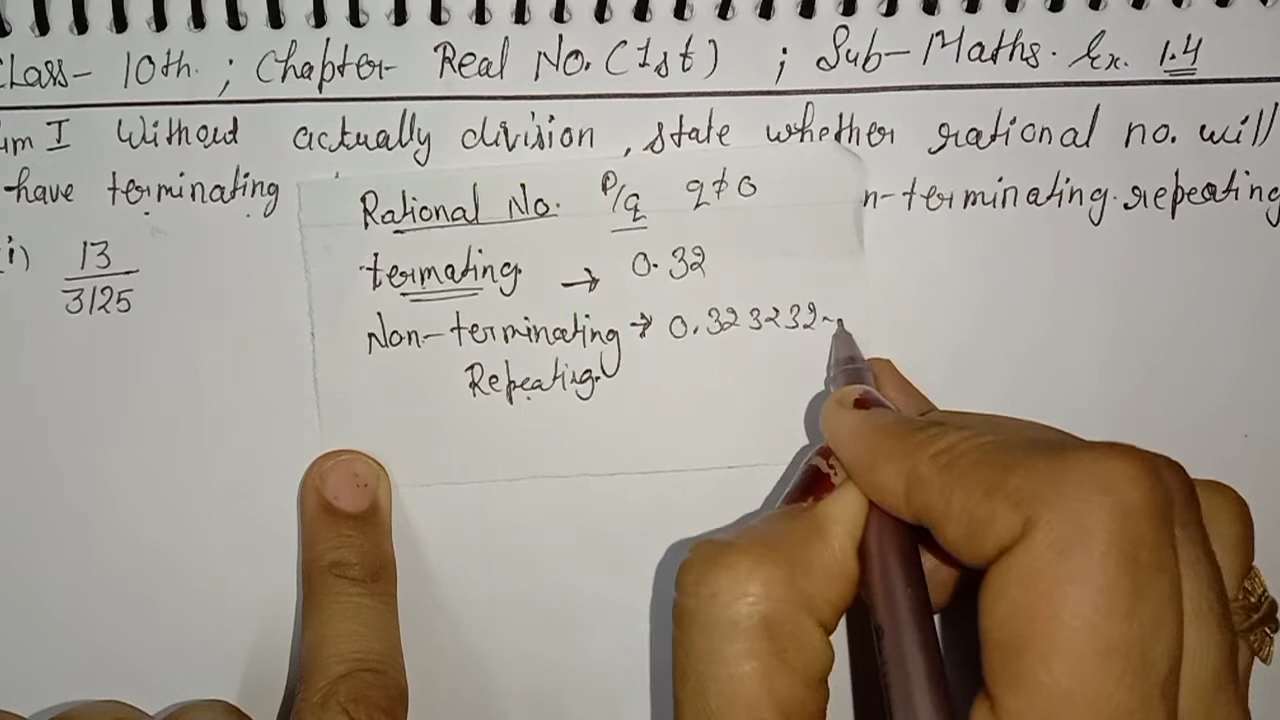 Class- 10th. ; Chapter- Real No. (1st) ; Sub- Maths. Ex. 1.4
I Without actually division, state whether rational no. will
have terminating n-terminating. repeating
i) 13/3125
Rational No. P/q q≠0
termating. → 0.32
Non-terminating → 0.323232~
Repeating.